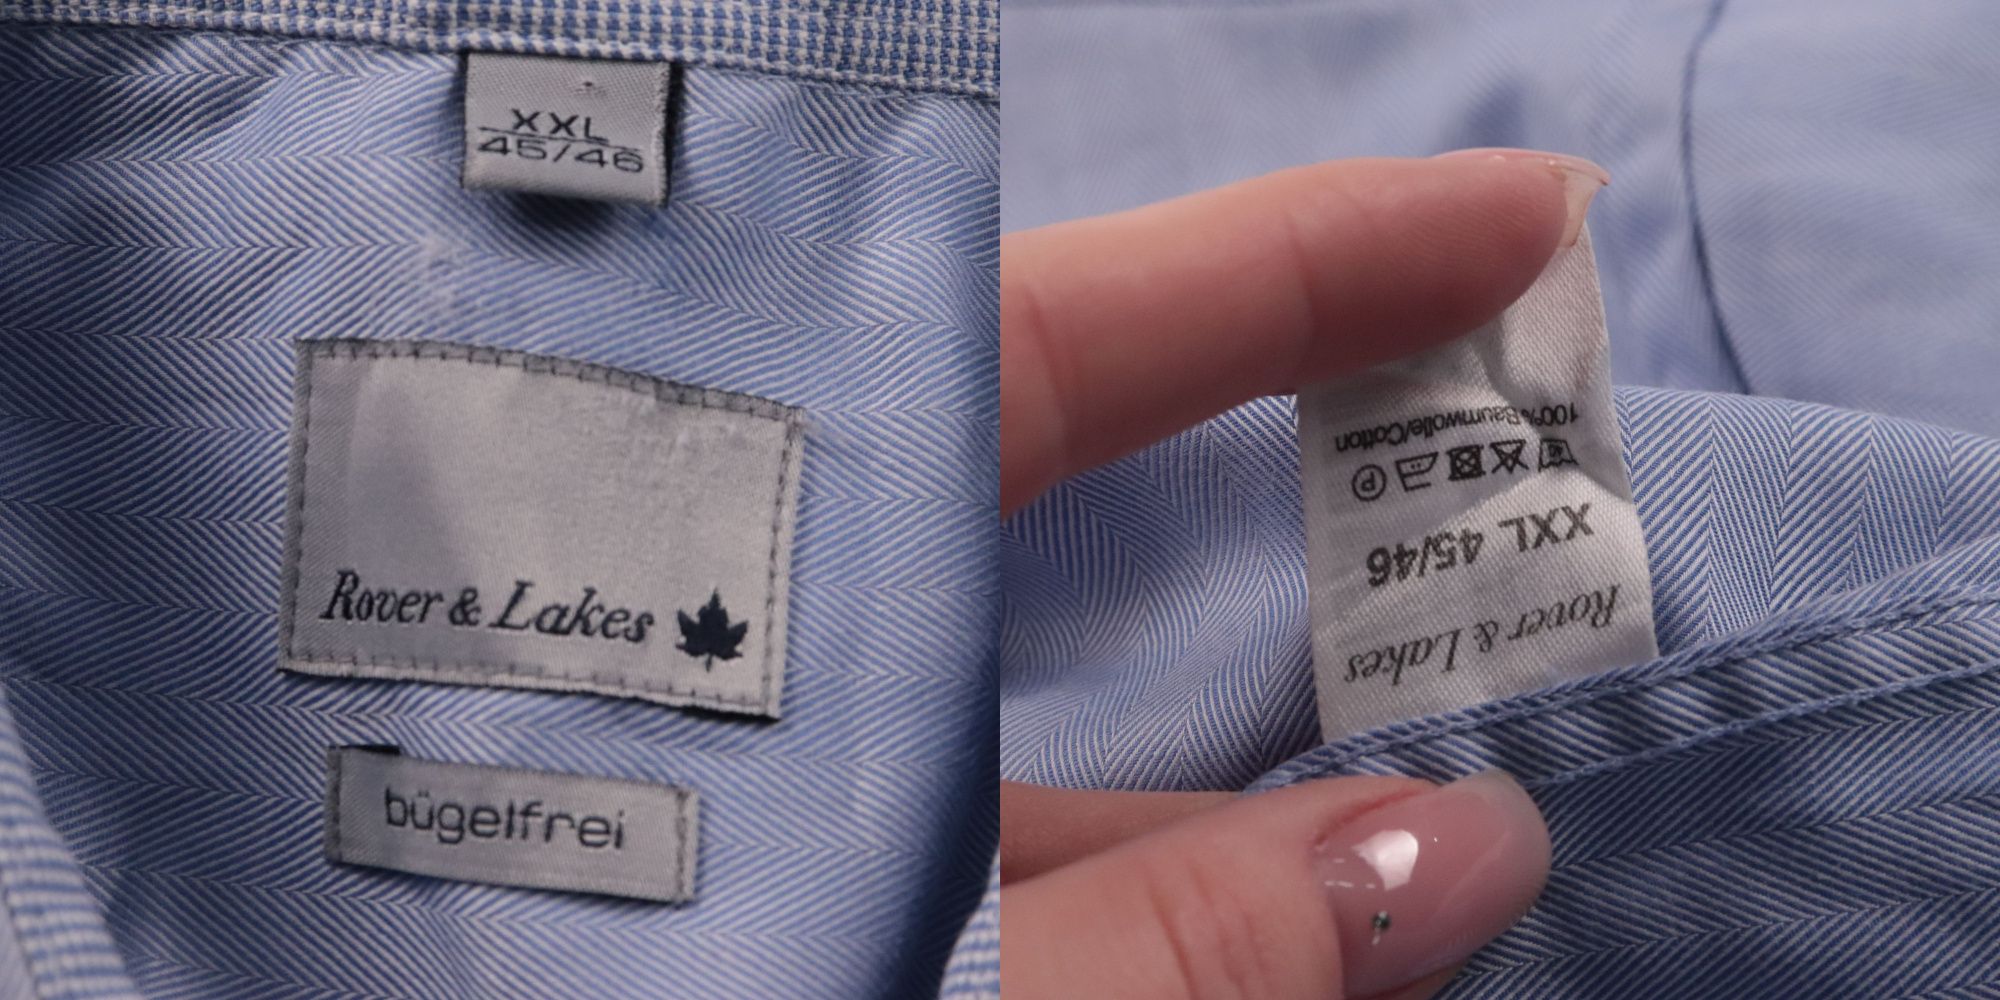 XXL
45/46
Rover & Lakes
bügelfrei
Rover & Lakes
XXL 45/46
P
100%Baumwolle/Cotton